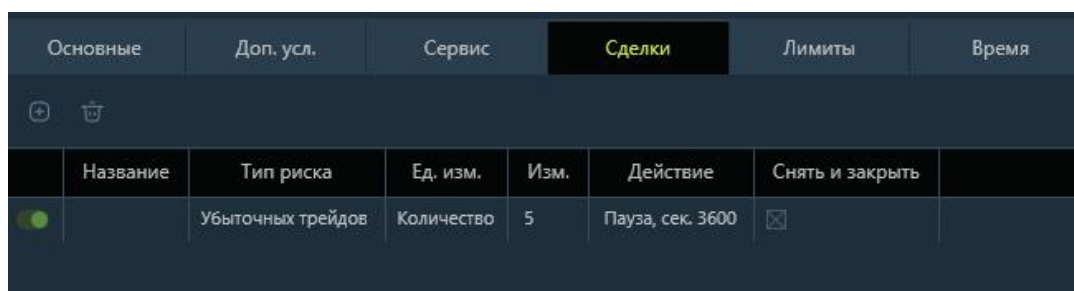 Основные Доп. усл. Сервис Сделки Лимиты Время
Название Тип риска Ед. изм. Изм. Действие Снять и закрыть
Убыточных трейдов Количество 5 Пауза, сек. 3600